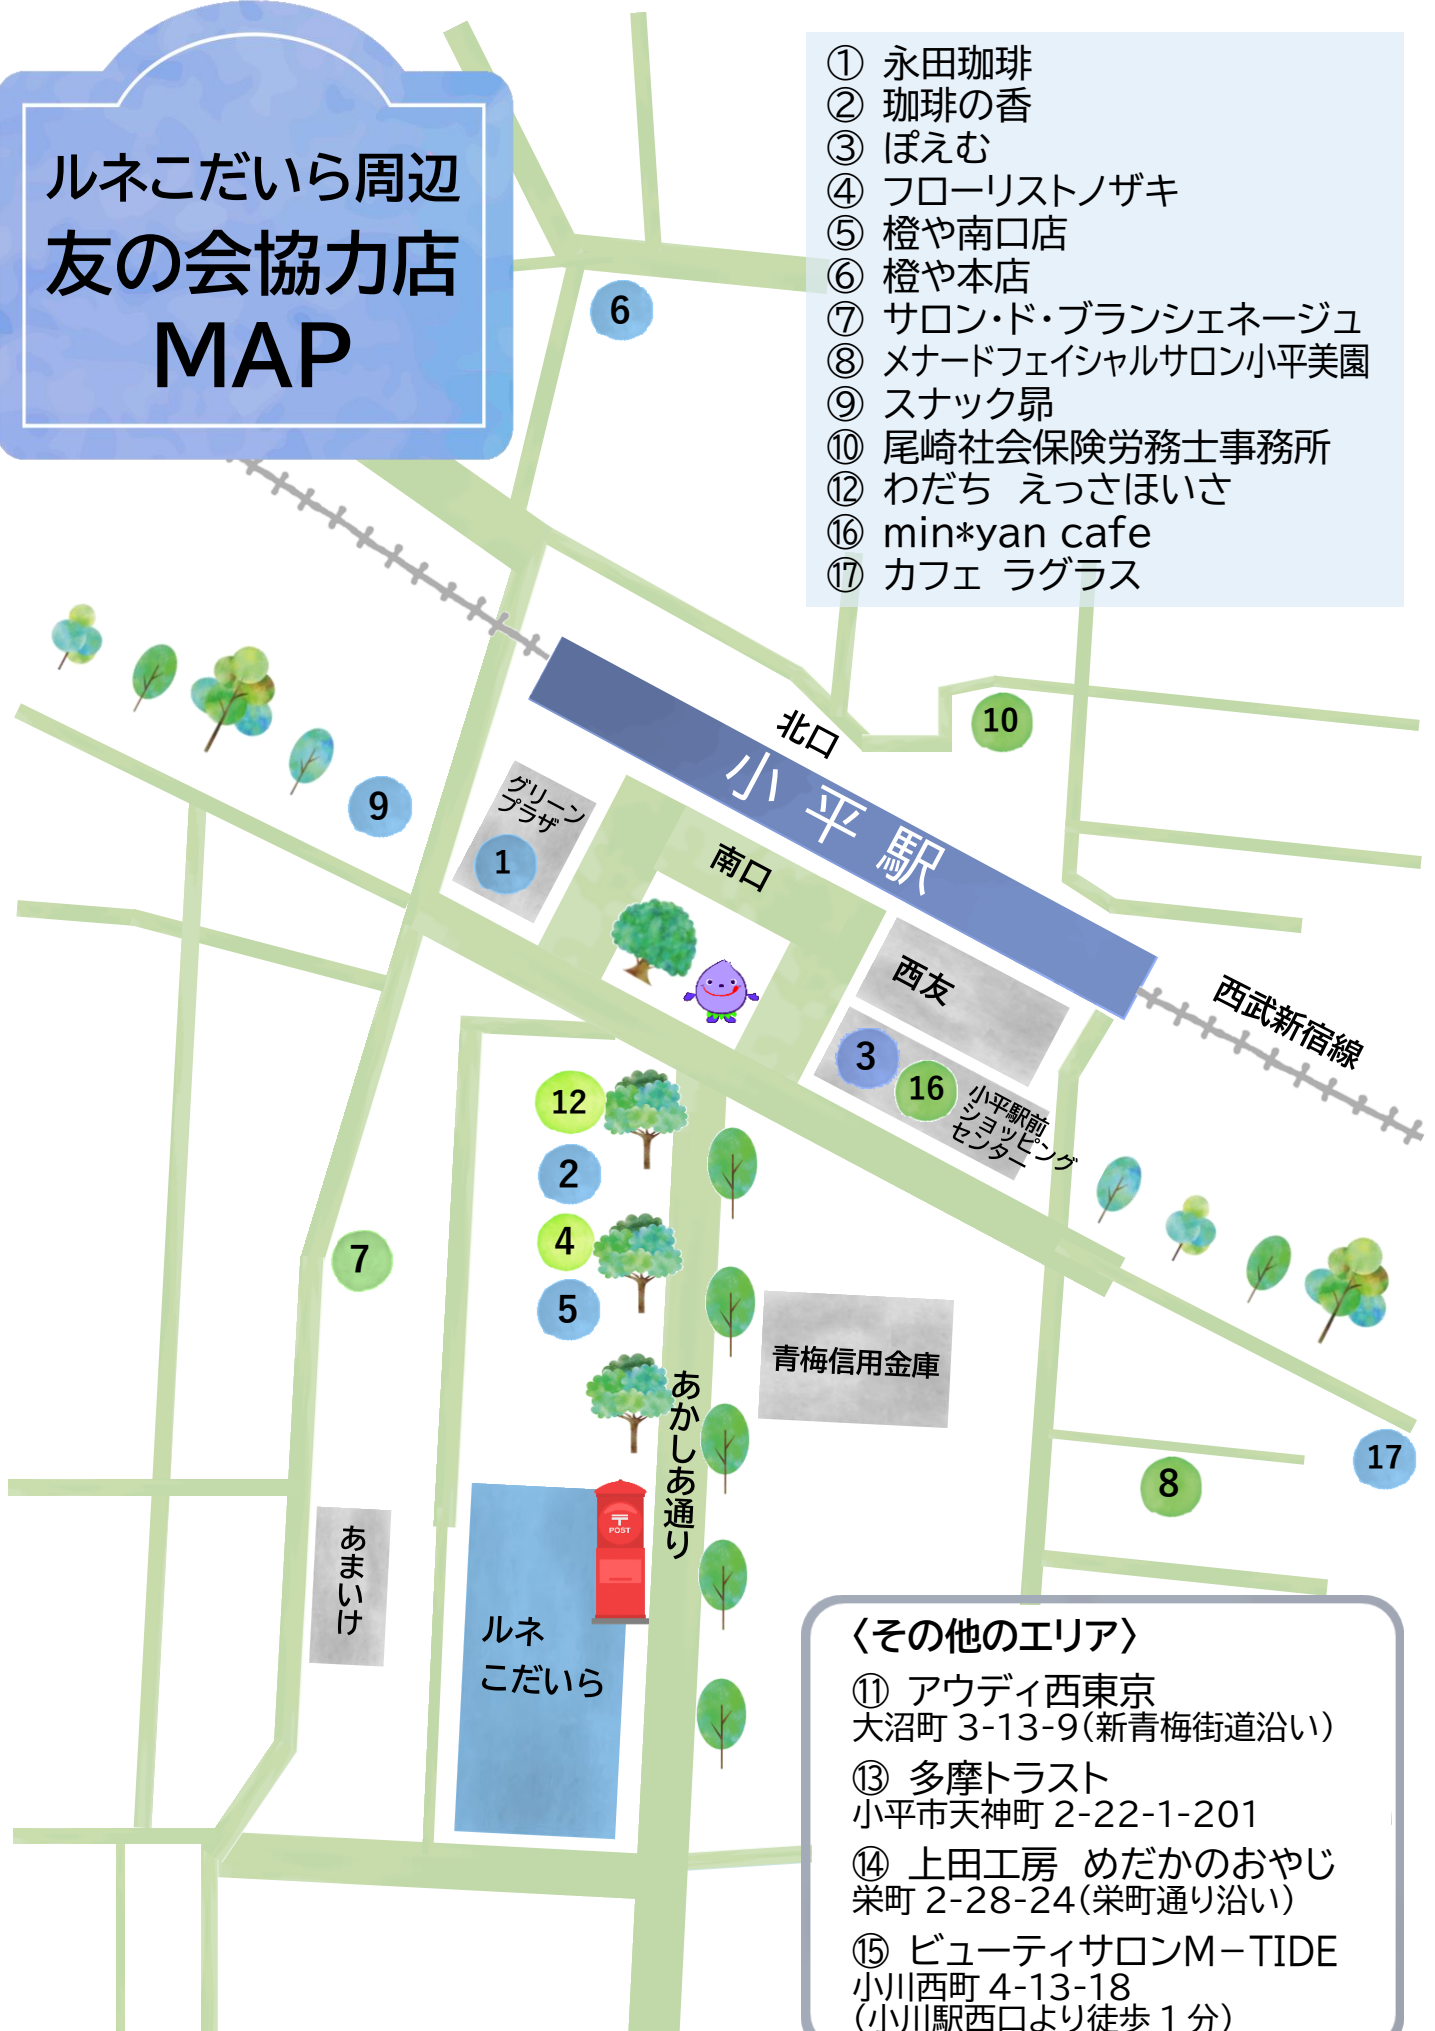 ルネこだいら周辺
友の会協力店
MAP
① 永田珈琲
② 珈琲の香
③ ぽえむ
④ フローリストノザキ
⑤ 橙や南口店
⑥ 橙や本店
⑦ サロン・ド・ブランシェネージュ
⑧ メナードフェイシャルサロン小平美園
⑨ スナック昴
⑩ 尾崎社会保険労務士事務所
⑫ わだち　えっさほいさ
⑯ min*yan cafe
⑰ カフェ ラグラス
6
北口
10
小平駅
グリーン
プラザ
9
1
南口
西友
西武新宿線
3
16
小平駅前
ショッピング
センター
12
2
4
5
7
青梅信用金庫
あかしあ通り
17
8
〒
POST
あまいけ
ルネ
こだいら
〈その他のエリア〉
⑪ アウディ西東京
大沼町 3-13-9（新青梅街道沿い）
⑬ 多摩トラスト
小平市天神町 2-22-1-201
⑭ 上田工房　めだかのおやじ
栄町 2-28-24（栄町通り沿い）
⑮ ビューティサロンM－TIDE
小川西町 4-13-18
（小川駅西口より徒歩 1 分）